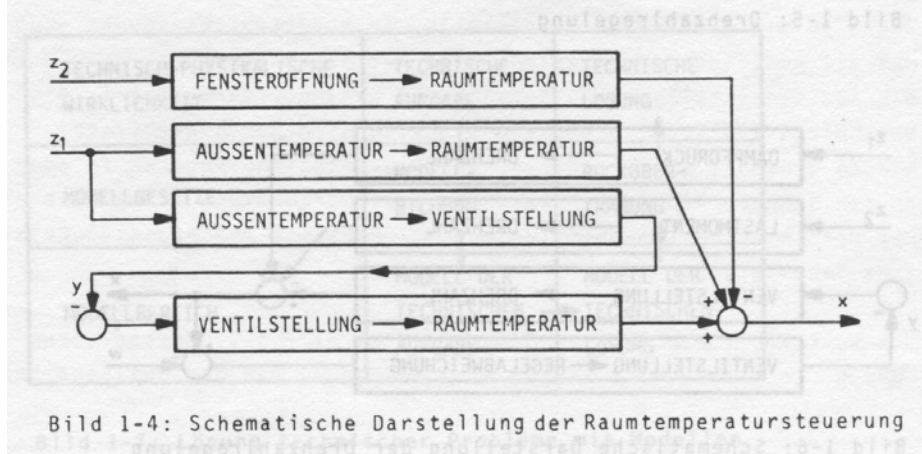 z2
FENSTERÖFFNUNG → RAUMTEMPERATUR
z1
AUSSENTEMPERATUR → RAUMTEMPERATUR
AUSSENTEMPERATUR → VENTILSTELLUNG
y
-
VENTILSTELLUNG → RAUMTEMPERATUR
+
+
x
Bild 1-4: Schematische Darstellung der Raumtemperatursteuerung